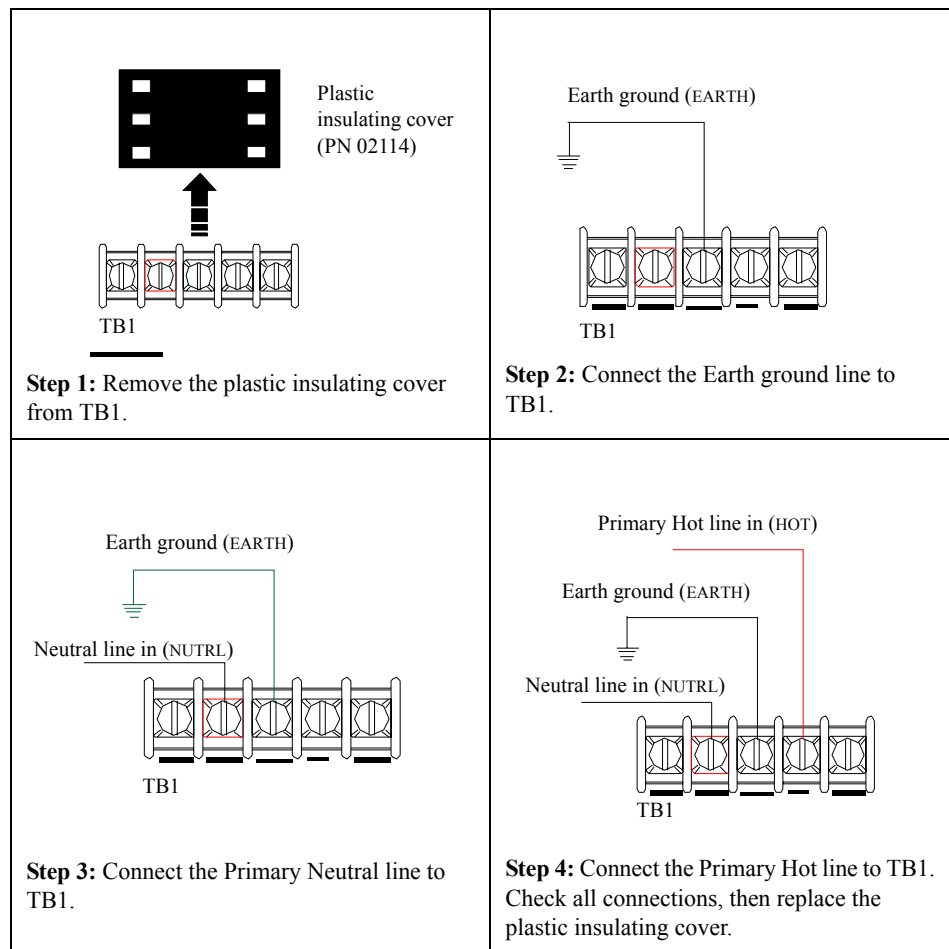 Plastic
insulating cover
(PN 02114)
TB1
Step 1: Remove the plastic insulating cover
from TB1.
Earth ground (EARTH)
TB1
Step 2: Connect the Earth ground line to
TB1.
Earth ground (EARTH)
Neutral line in (NUTRL)
TB1
Step 3: Connect the Primary Neutral line to
TB1.
Primary Hot line in (HOT)
Earth ground (EARTH)
Neutral line in (NUTRL)
TB1
Step 4: Connect the Primary Hot line to TB1.
Check all connections, then replace the
plastic insulating cover.